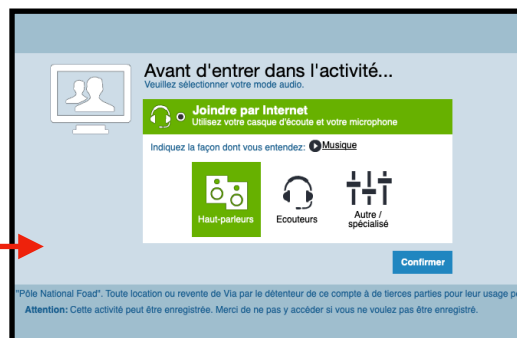 Avant d'entrer dans l'activité...
Veuillez sélectionner votre mode audio.
Joindre par Internet
Utilisez votre casque d'écoute et votre microphone
Indiquez la façon dont vous entendez: Musique
Haut-parleurs
Ecouteurs
Autre /
spécialisé
Confirmer
"Pôle National Foad". Toute location ou revente de Via par le détenteur de ce compte à de tierces parties pour leur usage
Attention: Cette activité peut être enregistrée. Merci de ne pas y accéder si vous ne voulez pas être enregistré.